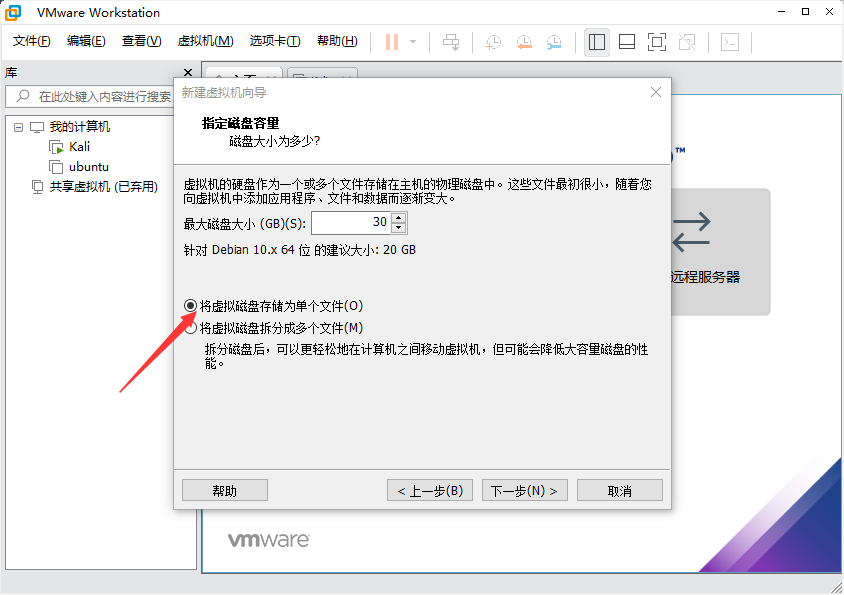 VMware Workstation
文件(F) 编辑(E) 查看(V) 虚拟机(M) 选项卡(T) 帮助(H)
库
在此处键入内容进行搜索
我的计算机
Kali
ubuntu
共享虚拟机 (已弃用)
新建虚拟机向导
指定磁盘容量
磁盘大小为多少?
虚拟机的硬盘作为一个或多个文件存储在主机的物理磁盘中。这些文件最初很小，随着您
向虚拟机中添加应用程序、文件和数据而逐渐变大。
最大磁盘大小 (GB)(S): 30
针对 Debian 10.x 64 位 的建议大小: 20 GB
将虚拟磁盘存储为单个文件(O)
将虚拟磁盘拆分成多个文件(M)
拆分磁盘后，可以更轻松地在计算机之间移动虚拟机，但可能会降低大容量磁盘的性
能。
帮助
< 上一步(B)
下一步(N) >
取消
™
远程服务器
vmware